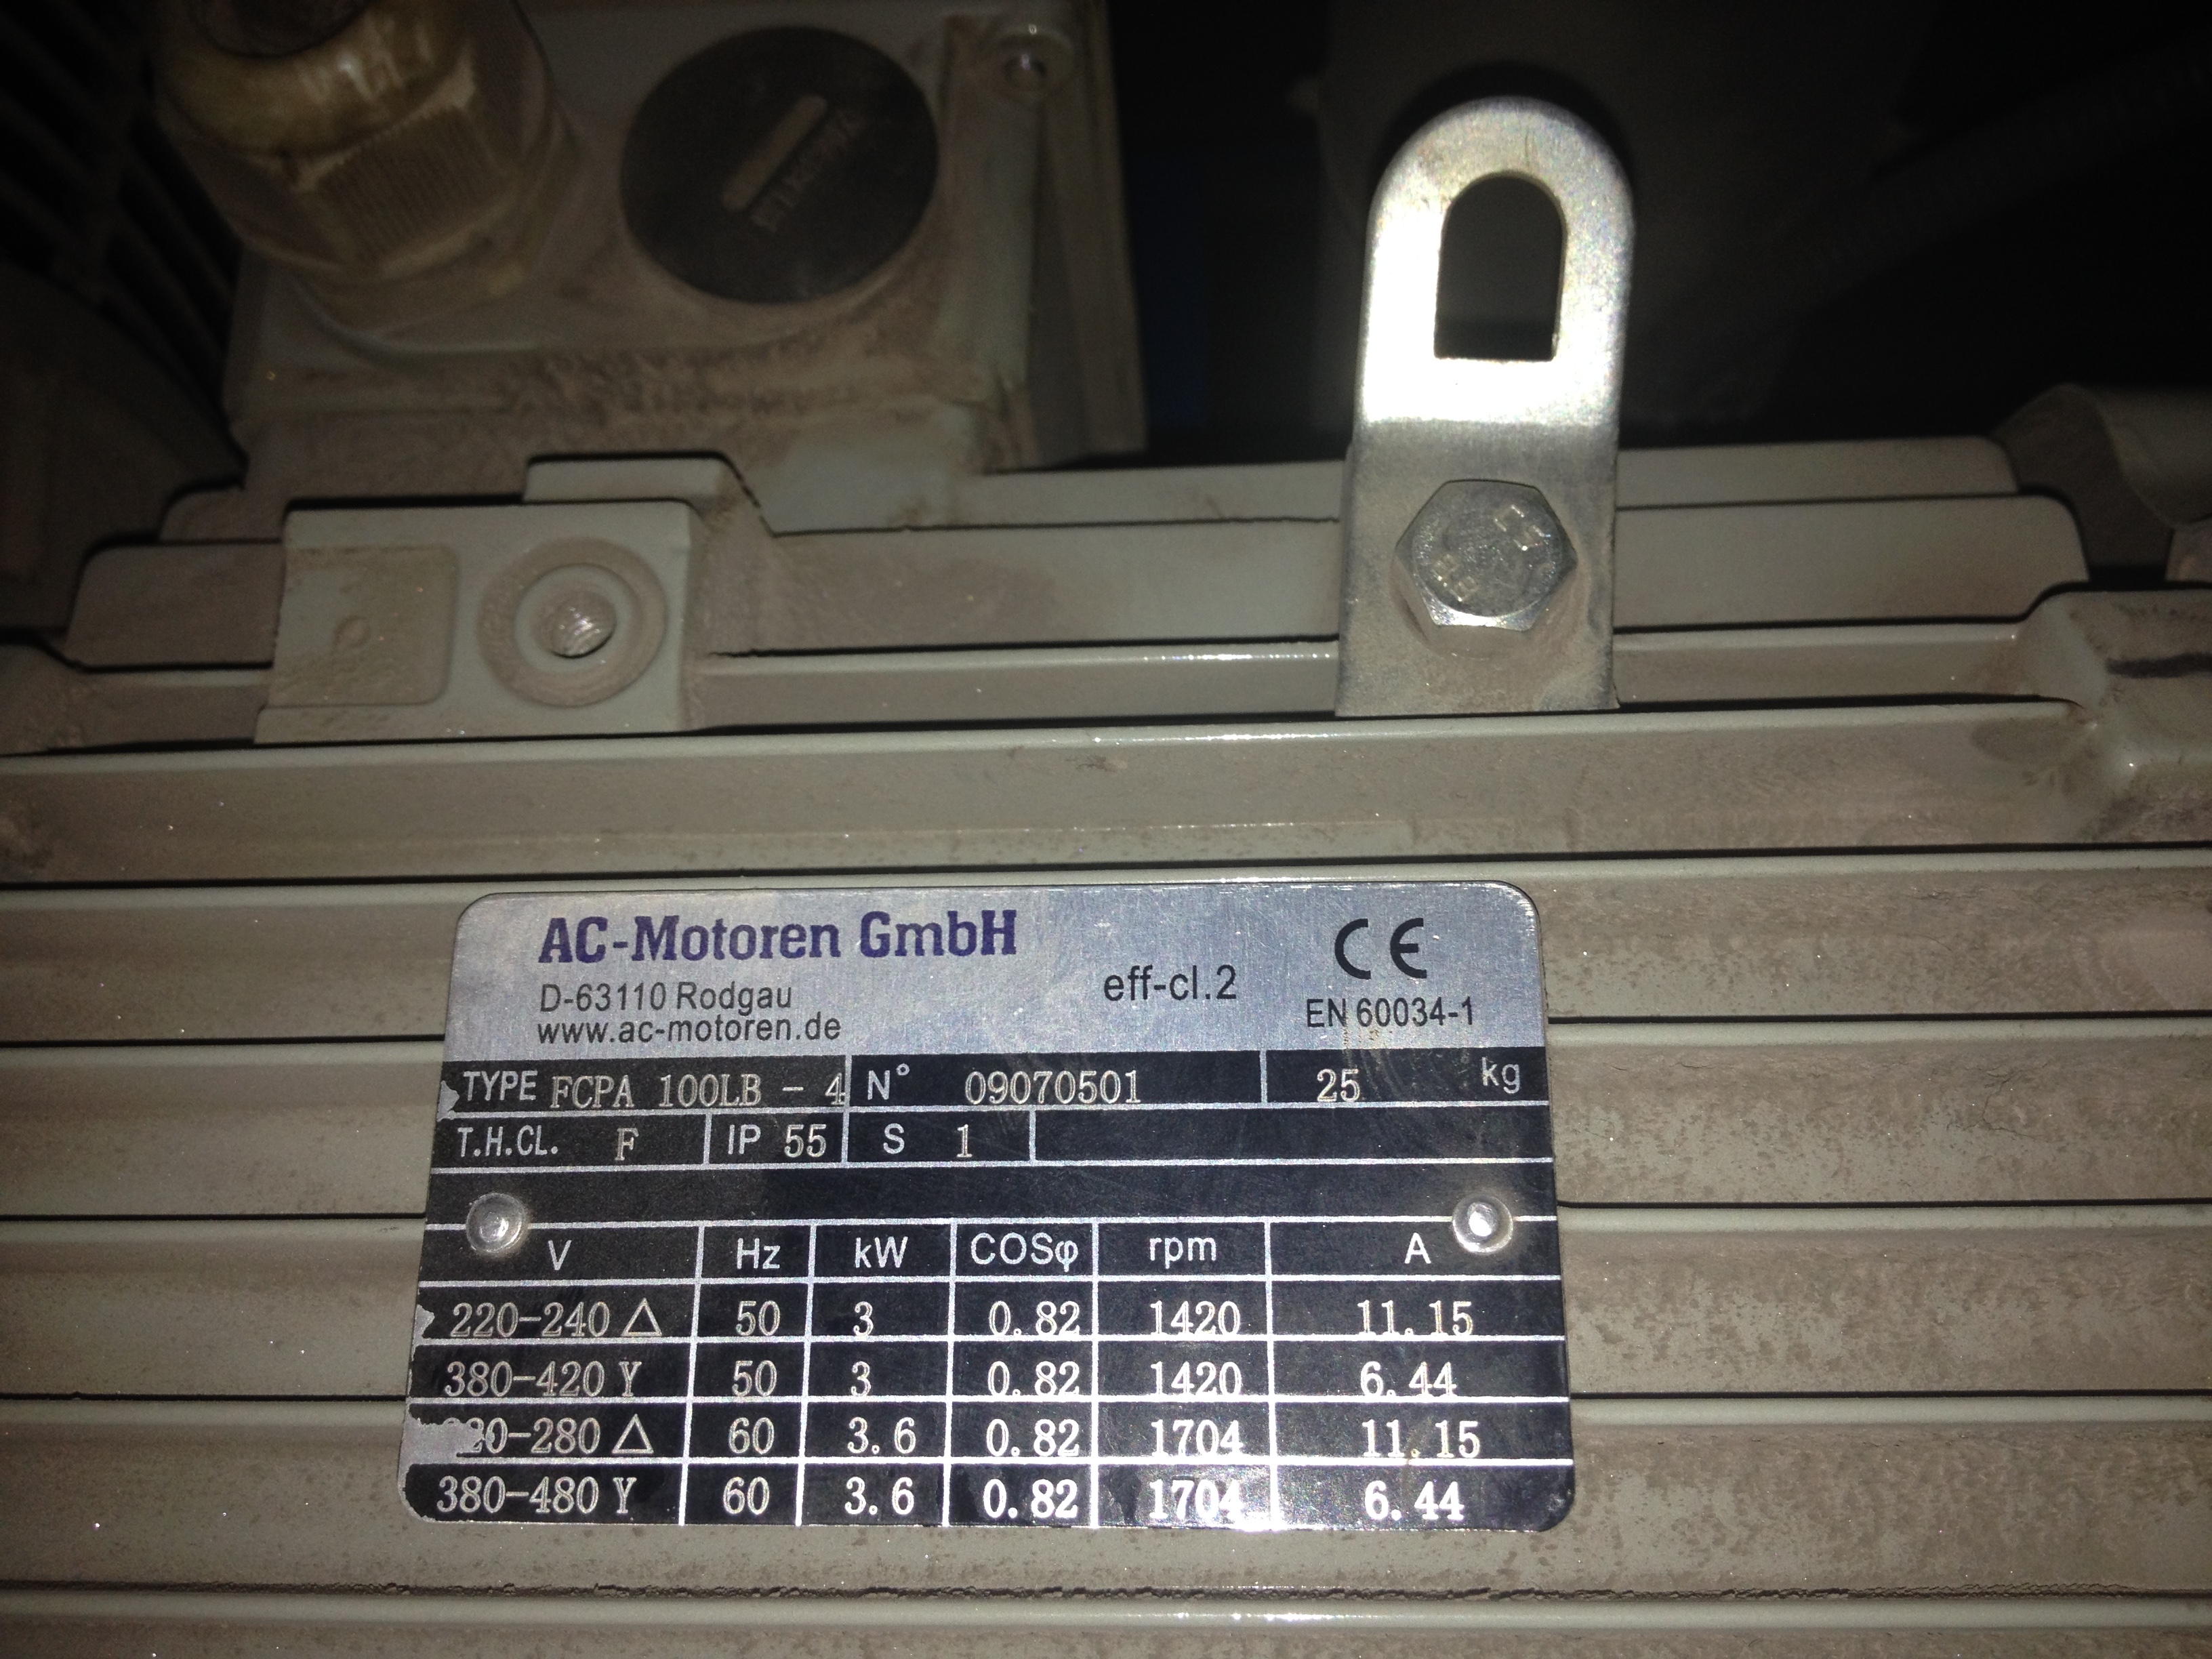 AC-Motoren GmbH
D-63110 Rodgau
www.ac-motoren.de
eff-cl.2
CE
EN 60034-1
TYPE FCPA 100LB - 4 N° 09070501 25 kg
T.H.CL. F IP 55 S 1
V Hz kW COSφ rpm A
220-240 △ 50 3 0.82 1420 11.15
380-420 Y 50 3 0.82 1420 6.44
-280 △ 60 3.6 0.82 1704 11.15
380-480 Y 60 3.6 0.82 1704 6.44